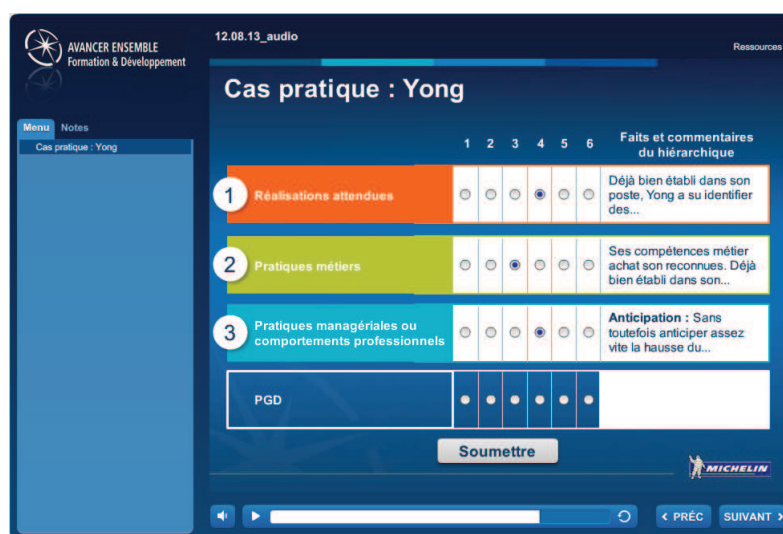 AVANCER ENSEMBLE
Formation & Développement
12.08.13_audio
Ressources
Menu Notes
Cas pratique : Yong
Cas pratique : Yong
1 2 3 4 5 6
Faits et commentaires
du hiérarchique
1
Réalisations attendues
Déjà bien établi dans son
poste, Yong a su identifier
des...
2
Pratiques métiers
Ses compétences métier
achat son reconnues. Déjà
bien établi dans son...
3
Pratiques managériales ou
comportements professionnels
Anticipation : Sans
toutefois anticiper assez
vite la hausse du...
PGD
Soumettre
MICHELIN
< PRÉC
SUIVANT >